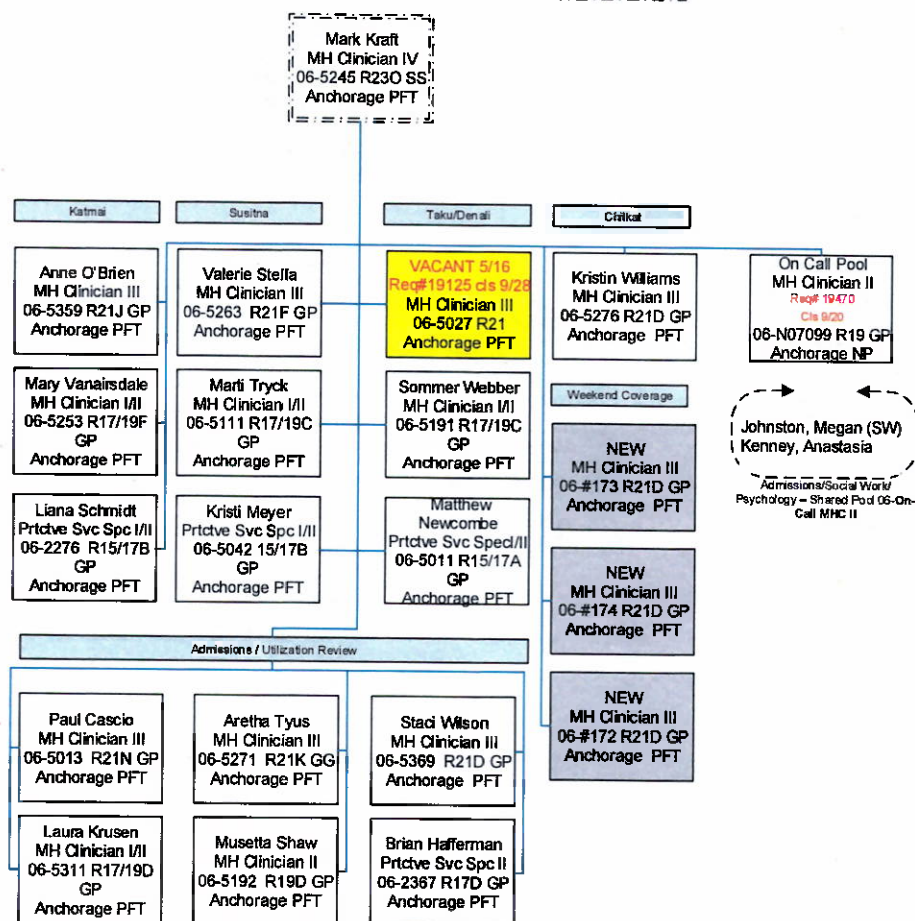 Mark Kraft
MH Clinician IV
06-5245 R23O SS
Anchorage PFT
Katmai
Anne O'Brien
MH Clinician III
06-5359 R21J GP
Anchorage PFT
Mary Vanairsdale
MH Clinician I/II
06-5253 R17/19F
GP
Anchorage PFT
Liana Schmidt
Prtctve Svc Spc I/II
06-2276 R15/17B
GP
Anchorage PFT
Susitna
Valerie Stella
MH Clinician III
06-5263 R21F GP
Anchorage PFT
Marti Tryck
MH Clinician I/II
06-5111 R17/19C
GP
Anchorage PFT
Kristi Meyer
Prtctve Svc Spc I/II
06-5042 15/17B
GP
Anchorage PFT
Taku/Denali
VACANT 5/16
Req#19125 cls 9/28
MH Clinician III
06-5027 R21
Anchorage PFT
Sommer Webber
MH Clinician I/II
06-5191 R17/19C
GP
Anchorage PFT
Matthew
Newcombe
Prtctve Svc SpecI/II
06-5011 R15/17A
GP
Anchorage PFT
Chilkat
Kristin Williams
MH Clinician III
06-5276 R21D GP
Anchorage PFT
Weekend Coverage
NEW
MH Clinician III
06-#173 R21D GP
Anchorage PFT
NEW
MH Clinician III
06-#174 R21D GP
Anchorage PFT
NEW
MH Clinician III
06-#172 R21D GP
Anchorage PFT
On Call Pool
MH Clinician II
Req# 19470
Cls 9/20
06-N07099 R19 GP
Anchorage NP
Johnston, Megan (SW)
Kenney, Anastasia
Admissions/Social Work/
Psychology – Shared Pool 06-On-
Call MHC II
Admissions / Utilization Review
Paul Cascio
MH Clinician III
06-5013 R21N GP
Anchorage PFT
Aretha Tyus
MH Clinician III
06-5271 R21K GG
Anchorage PFT
Staci Wilson
MH Clinician III
06-5369 R21D GP
Anchorage PFT
Laura Krusen
MH Clinician I/II
06-5311 R17/19D
GP
Anchorage PFT
Musetta Shaw
MH Clinician II
06-5192 R19D GP
Anchorage PFT
Brian Hafferman
Prtctve Svc Spc II
06-2367 R17D GP
Anchorage PFT